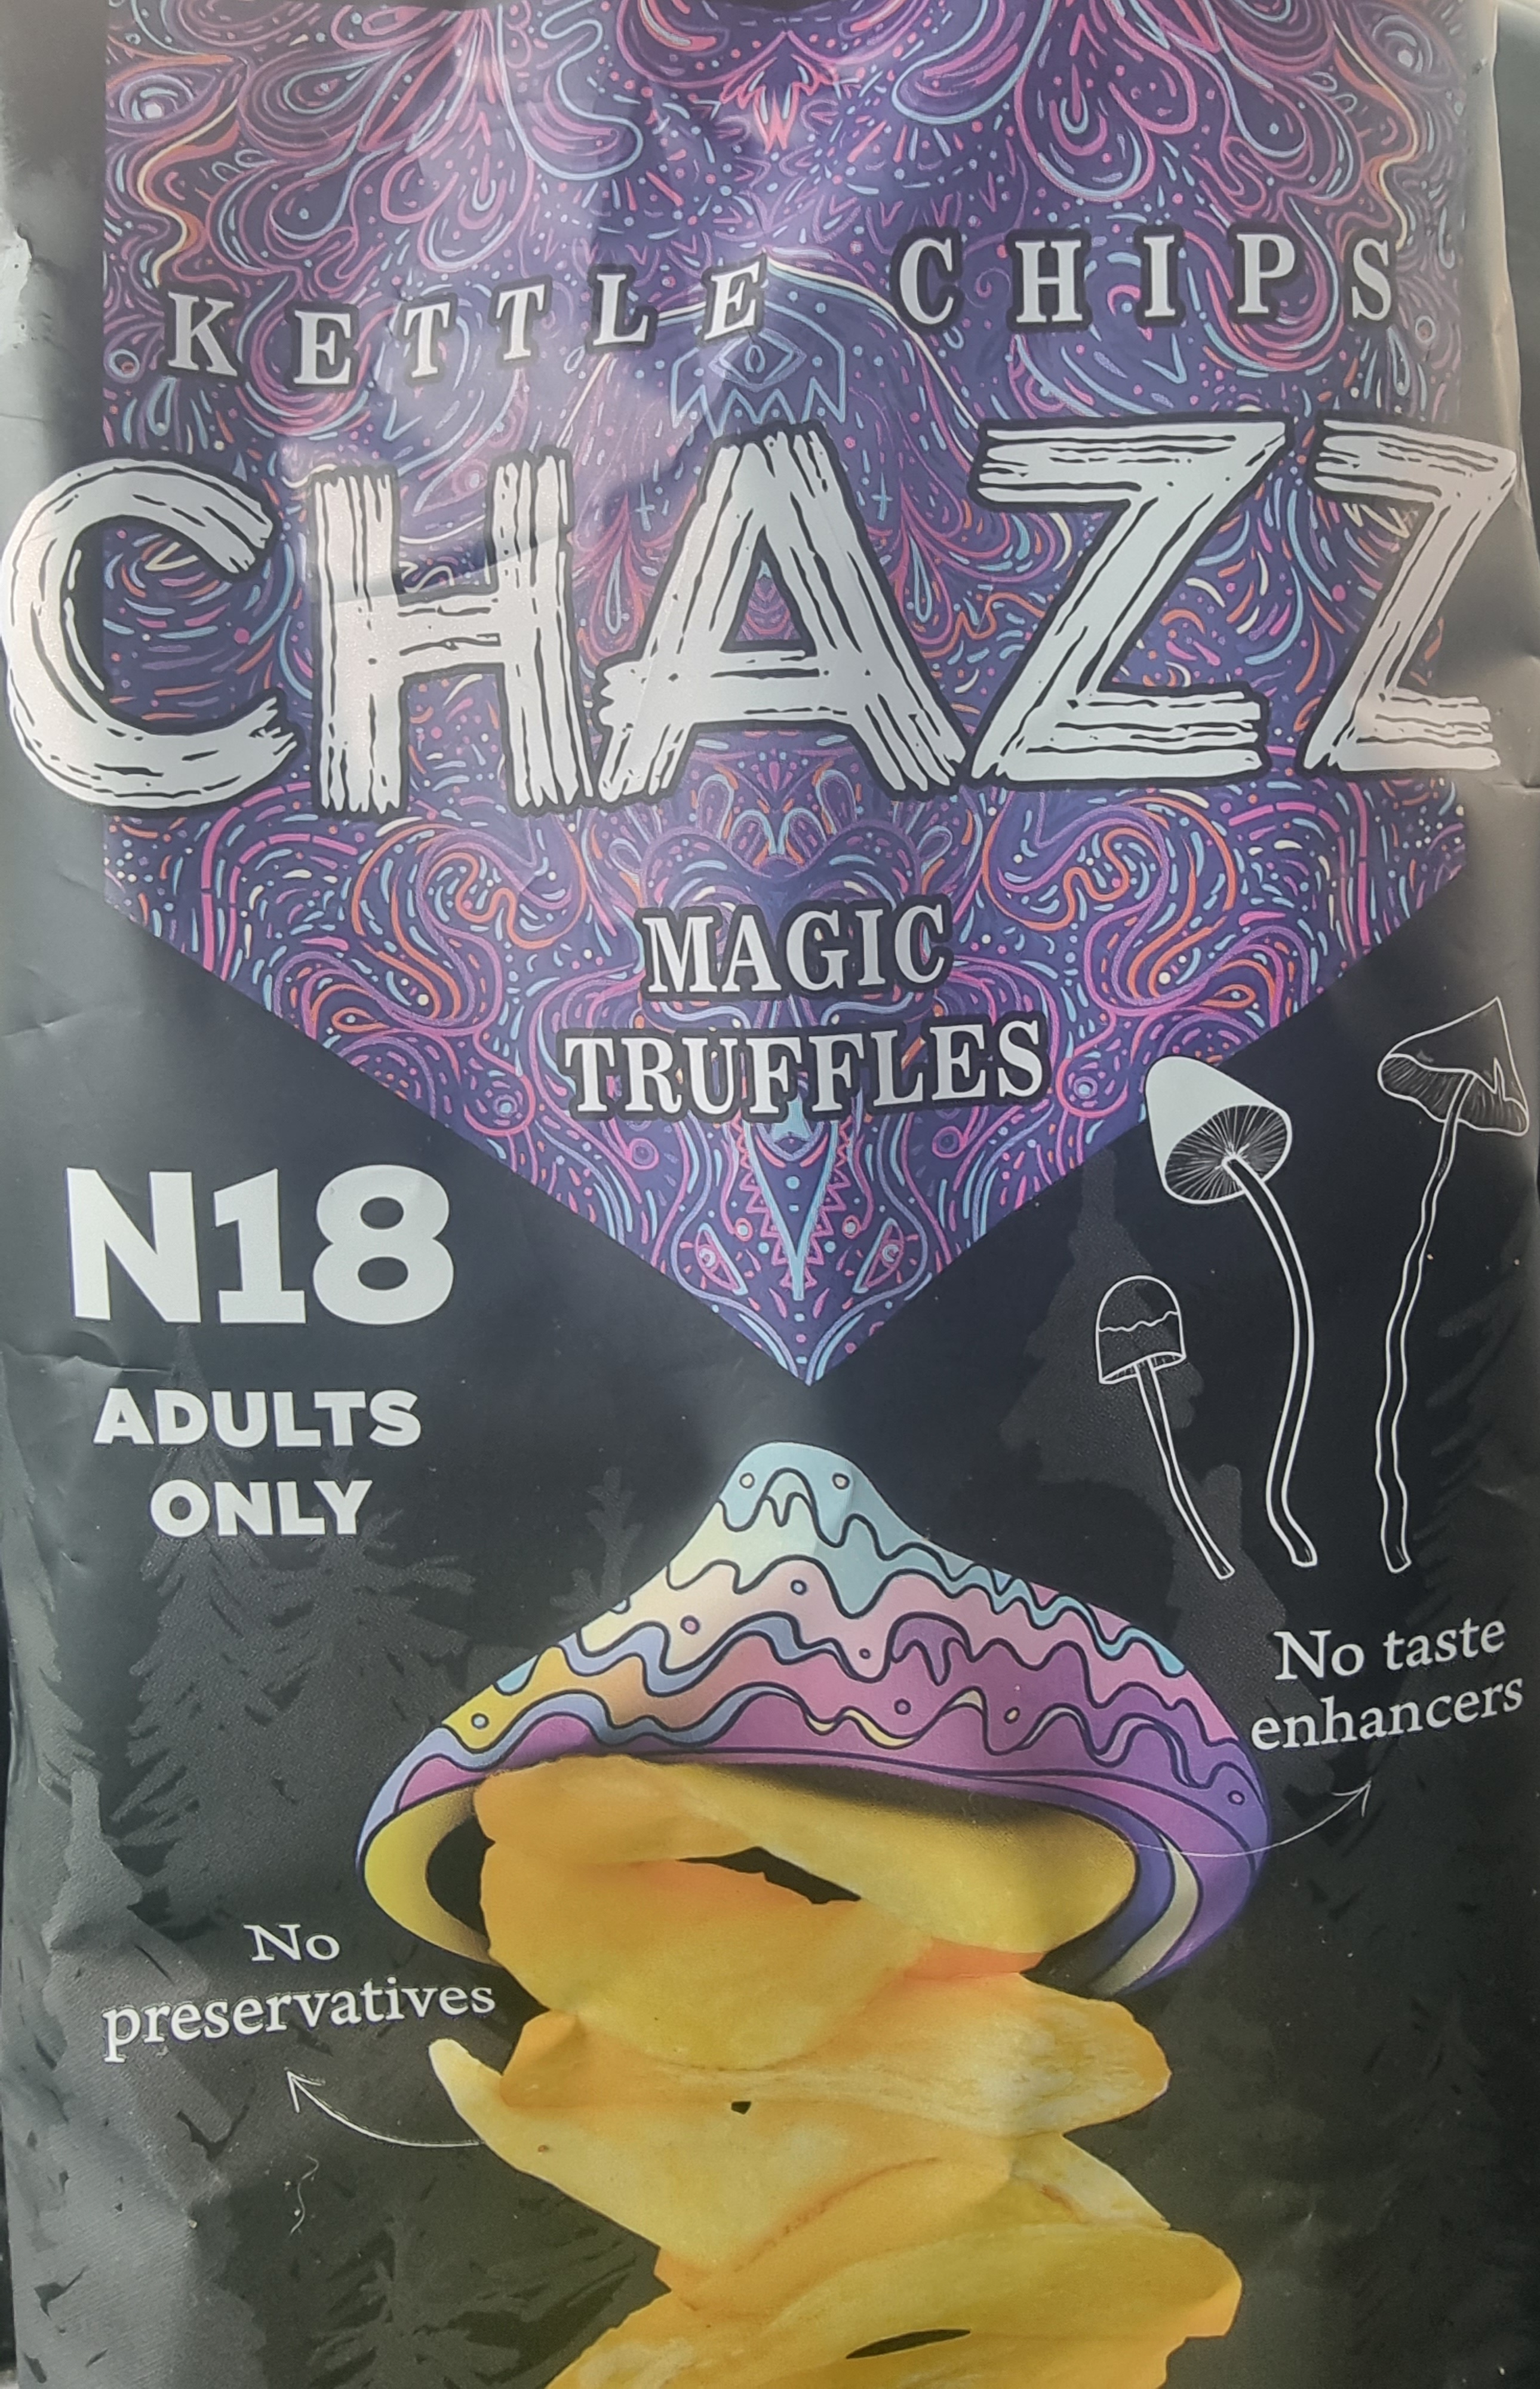 KETTLE CHIPS
CHAZZ
MAGIC
TRUFFLES
N18
ADULTS
ONLY
No taste
enhancers
No
preservatives